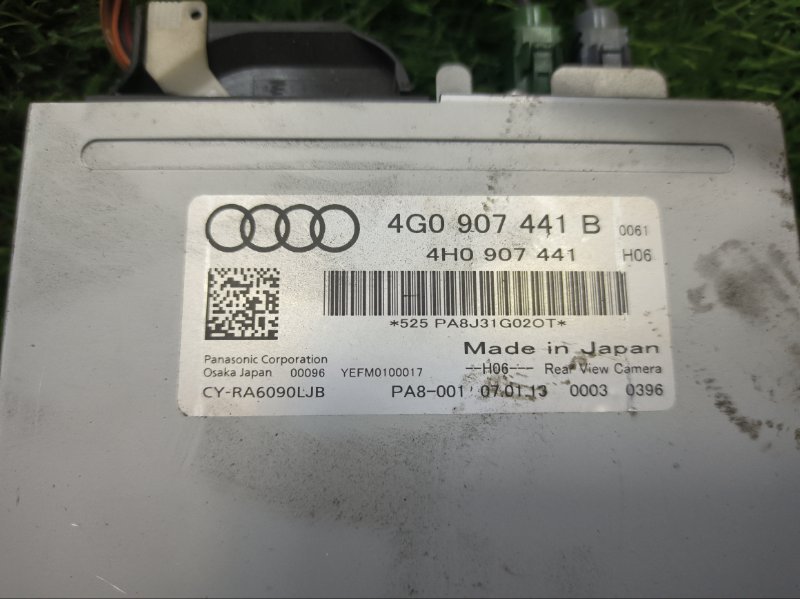 4G0 907 441 B 0061
4H0 907 441 H06
*525 PA8J31G02OT*
Made in Japan
Panasonic Corporation
Osaka Japan 00096 YEFM0100017 --H06-- Rear View Camera
CY-RA6090LJB PA8-001 07.01.13 0003 0396